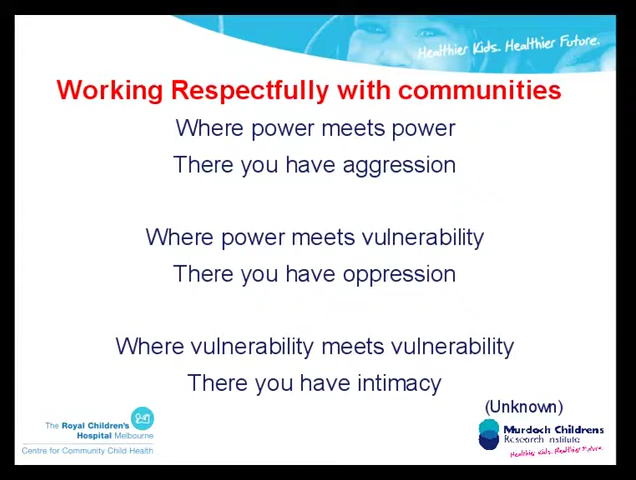 Healthier Kids. Healthier Future.
Working Respectfully with communities
Where power meets power
There you have aggression
Where power meets vulnerability
There you have oppression
Where vulnerability meets vulnerability
There you have intimacy
(Unknown)
The Royal Children's
Hospital Melbourne
Centre for Community Child Health
Murdoch Childrens
Research Institute
Healthier Kids. Healthier Future.